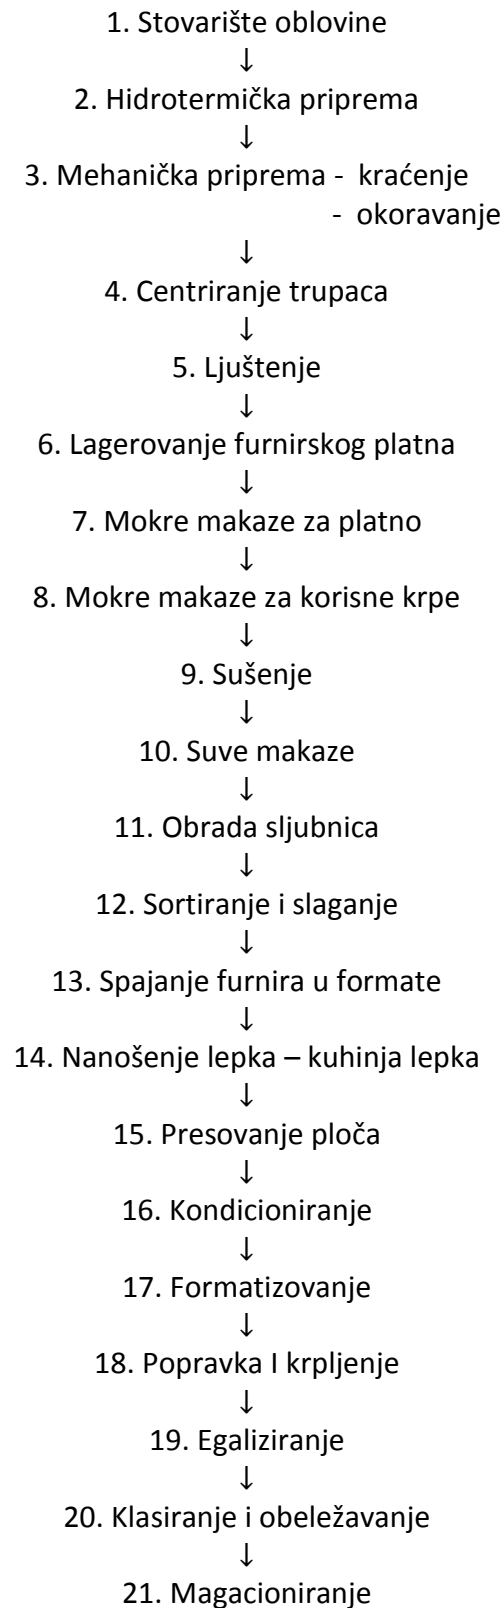 1. Stovarište oblovine
↓
2. Hidrotermička priprema
↓
3. Mehanička priprema - kraćenje
- okoravanje
↓
4. Centriranje trupaca
↓
5. Ljuštenje
↓
6. Lagerovanje furnirskog platna
↓
7. Mokre makaze za platno
↓
8. Mokre makaze za korisne krpe
↓
9. Sušenje
↓
10. Suve makaze
↓
11. Obrada sljubnica
↓
12. Sortiranje i slaganje
↓
13. Spajanje furnira u formate
↓
14. Nanošenje lepka – kuhinja lepka
↓
15. Presovanje ploča
↓
16. Kondicioniranje
↓
17. Formatizovanje
↓
18. Popravka I krpljenje
↓
19. Egaliziranje
↓
20. Klasiranje i obeležavanje
↓
21. Magacioniranje